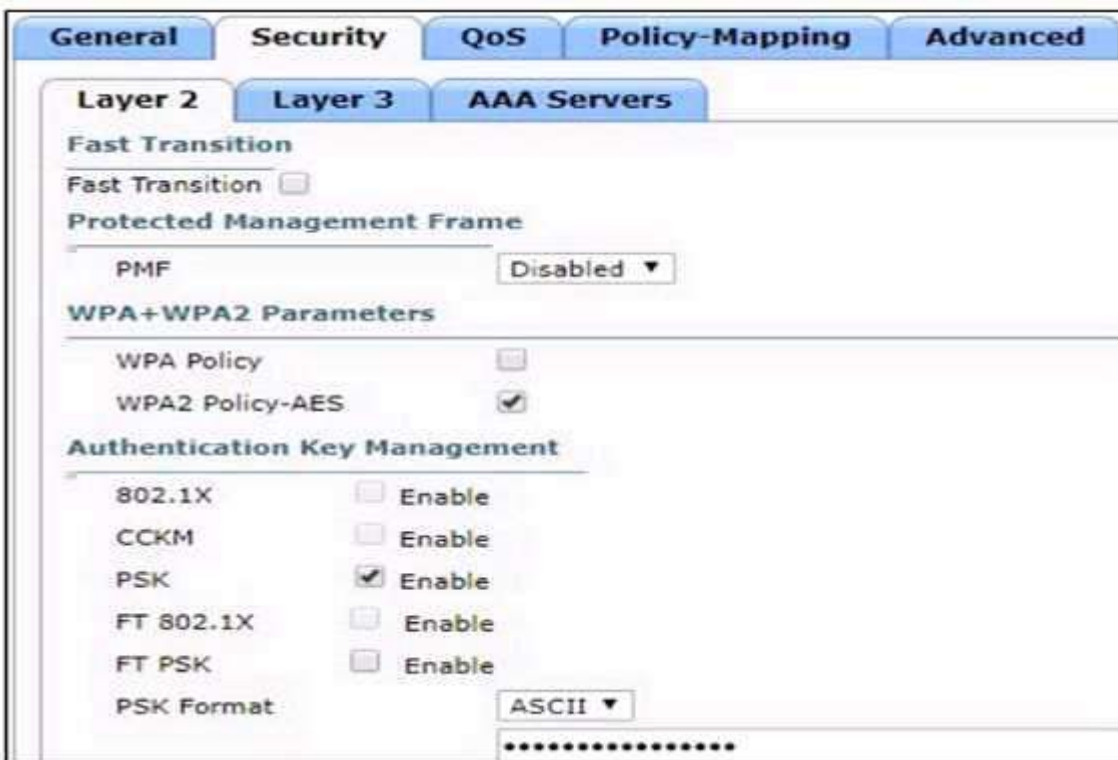 General Security QoS Policy-Mapping Advanced
Layer 2 Layer 3 AAA Servers
Fast Transition
Fast Transition
Protected Management Frame
PMF Disabled
WPA+WPA2 Parameters
WPA Policy
WPA2 Policy-AES
Authentication Key Management
802.1X Enable
CCKM Enable
PSK Enable
FT 802.1X Enable
FT PSK Enable
PSK Format ASCII
••••••••••••••••